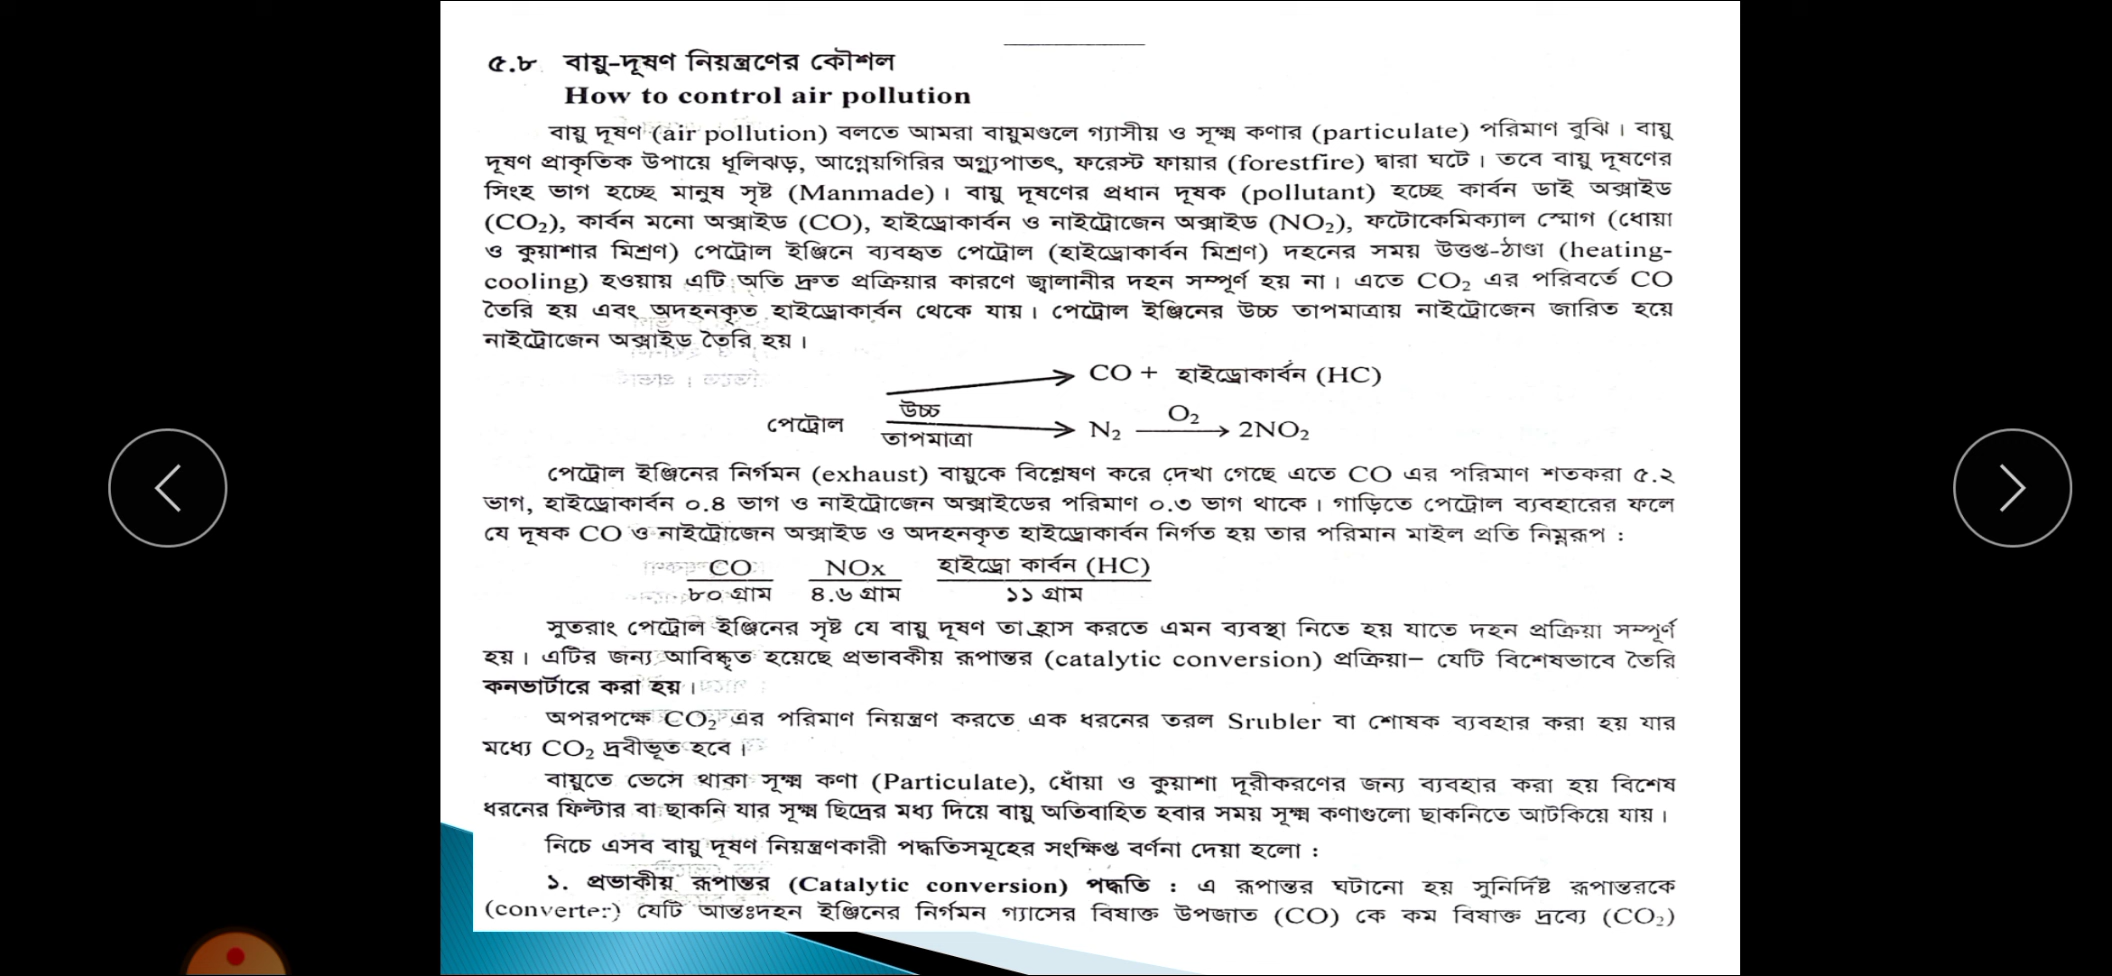 ৫.৮ বায়ু-দূষণ নিয়ন্ত্রণের কৌশল
How to control air pollution
বায়ু দূষণ (air pollution) বলতে আমরা বায়ুমণ্ডলে গ্যাসীয় ও সূক্ষ্ম কণার (particulate) পরিমাণ বুঝি। বায়ু
দূষণ প্রাকৃতিক উপায়ে ধূলিঝড়, আগ্নেয়গিরির অগ্ন্যুপাতৎ, ফরেস্ট ফায়ার (forestfire) দ্বারা ঘটে। তবে বায়ু দূষণের
সিংহ ভাগ হচ্ছে মানুষ সৃষ্ট (Manmade)। বায়ু দূষণের প্রধান দূষক (pollutant) হচ্ছে কার্বন ডাই অক্সাইড
(CO₂), কার্বন মনো অক্সাইড (CO), হাইড্রোকার্বন ও নাইট্রোজেন অক্সাইড (NO₂), ফটোকেমিক্যাল স্মোগ (ধোয়া
ও কুয়াশার মিশ্রণ) পেট্রোল ইঞ্জিনে ব্যবহৃত পেট্রোল (হাইড্রোকার্বন মিশ্রণ) দহনের সময় উত্তপ্ত-ঠাণ্ডা (heating-
cooling) হওয়ায় এটি অতি দ্রুত প্রক্রিয়ার কারণে জ্বালানীর দহন সম্পূর্ণ হয় না। এতে CO₂ এর পরিবর্তে CO
তৈরি হয় এবং অদহনকৃত হাইড্রোকার্বন থেকে যায়। পেট্রোল ইঞ্জিনের উচ্চ তাপমাত্রায় নাইট্রোজেন জারিত হয়ে
নাইট্রোজেন অক্সাইড তৈরি হয়।
CO + হাইড্রোকার্বন (HC)
পেট্রোল উচ্চ তাপমাত্রা N₂ O₂ → 2NO₂
পেট্রোল ইঞ্জিনের নির্গমন (exhaust) বায়ুকে বিশ্লেষণ করে দেখা গেছে এতে CO এর পরিমাণ শতকরা ৫.২
ভাগ, হাইড্রোকার্বন ০.৪ ভাগ ও নাইট্রোজেন অক্সাইডের পরিমাণ ০.৩ ভাগ থাকে। গাড়িতে পেট্রোল ব্যবহারের ফলে
যে দূষক CO ও নাইট্রোজেন অক্সাইড ও অদহনকৃত হাইড্রোকার্বন নির্গত হয় তার পরিমান মাইল প্রতি নিম্নরূপ :
CO NOx হাইড্রো কার্বন (HC)
৮০ গ্রাম ৪.৬ গ্রাম ১১ গ্রাম
সুতরাং পেট্রোল ইঞ্জিনের সৃষ্ট যে বায়ু দূষণ তা হ্রাস করতে এমন ব্যবস্থা নিতে হয় যাতে দহন প্রক্রিয়া সম্পূর্ণ
হয়। এটির জন্য আবিষ্কৃত হয়েছে প্রভাবকীয় রূপান্তর (catalytic conversion) প্রক্রিয়া– যেটি বিশেষভাবে তৈরি
কনভার্টারে করা হয়।
অপরপক্ষে CO₂ এর পরিমাণ নিয়ন্ত্রণ করতে এক ধরনের তরল Srubler বা শোষক ব্যবহার করা হয় যার
মধ্যে CO₂ দ্রবীভূত হবে।
বায়ুতে ভেসে থাকা সূক্ষ্ম কণা (Particulate), ধোঁয়া ও কুয়াশা দূরীকরণের জন্য ব্যবহার করা হয় বিশেষ
ধরনের ফিল্টার বা ছাকনি যার সূক্ষ্ম ছিদ্রের মধ্য দিয়ে বায়ু অতিবাহিত হবার সময় সূক্ষ্ম কণাগুলো ছাকনিতে আটকিয়ে যায়।
নিচে এসব বায়ু দূষণ নিয়ন্ত্রণকারী পদ্ধতিসমূহের সংক্ষিপ্ত বর্ণনা দেয়া হলো :
১. প্রভাকীয় রূপান্তর (Catalytic conversion) পদ্ধতি : এ রূপান্তর ঘটানো হয় সুনির্দিষ্ট রূপান্তরকে
(converter) যেটি আন্তঃদহন ইঞ্জিনের নির্গমন গ্যাসের বিষাক্ত উপজাত (CO) কে কম বিষাক্ত দ্রব্যে (CO₂)